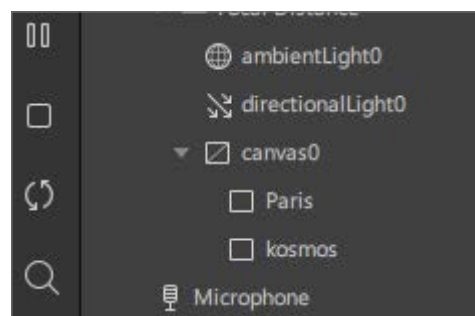 ambientLight0
directionalLight0
canvas0
Paris
kosmos
Microphone